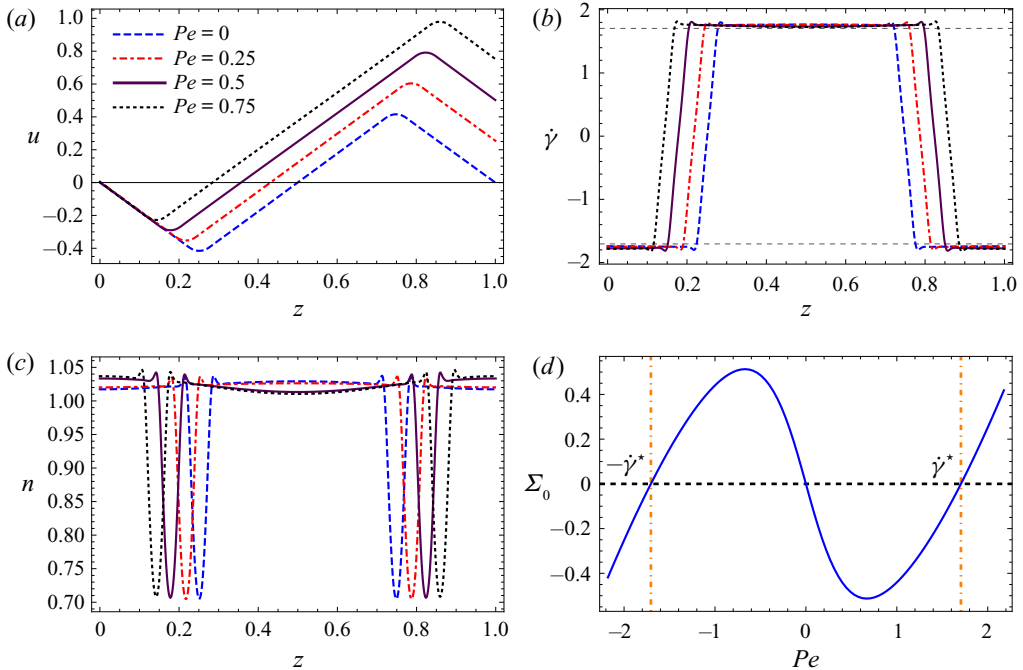 (a)
1.0
0.8
0.6
0.4
0.2
0
−0.2
−0.4
u
Pe = 0
Pe = 0.25
Pe = 0.5
Pe = 0.75
0 0.2 0.4 0.6 0.8 1.0
z
(b)
2
1
0
−1
−2
γ̇
0 0.2 0.4 0.6 0.8 1.0
z
(c)
1.05
1.00
0.95
0.90
0.85
0.80
0.75
0.70
n
0 0.2 0.4 0.6 0.8 1.0
z
(d)
0.4
0.2
0
−0.2
−0.4
Σ0
−γ̇* γ̇*
−2 −1 0 1 2
Pe